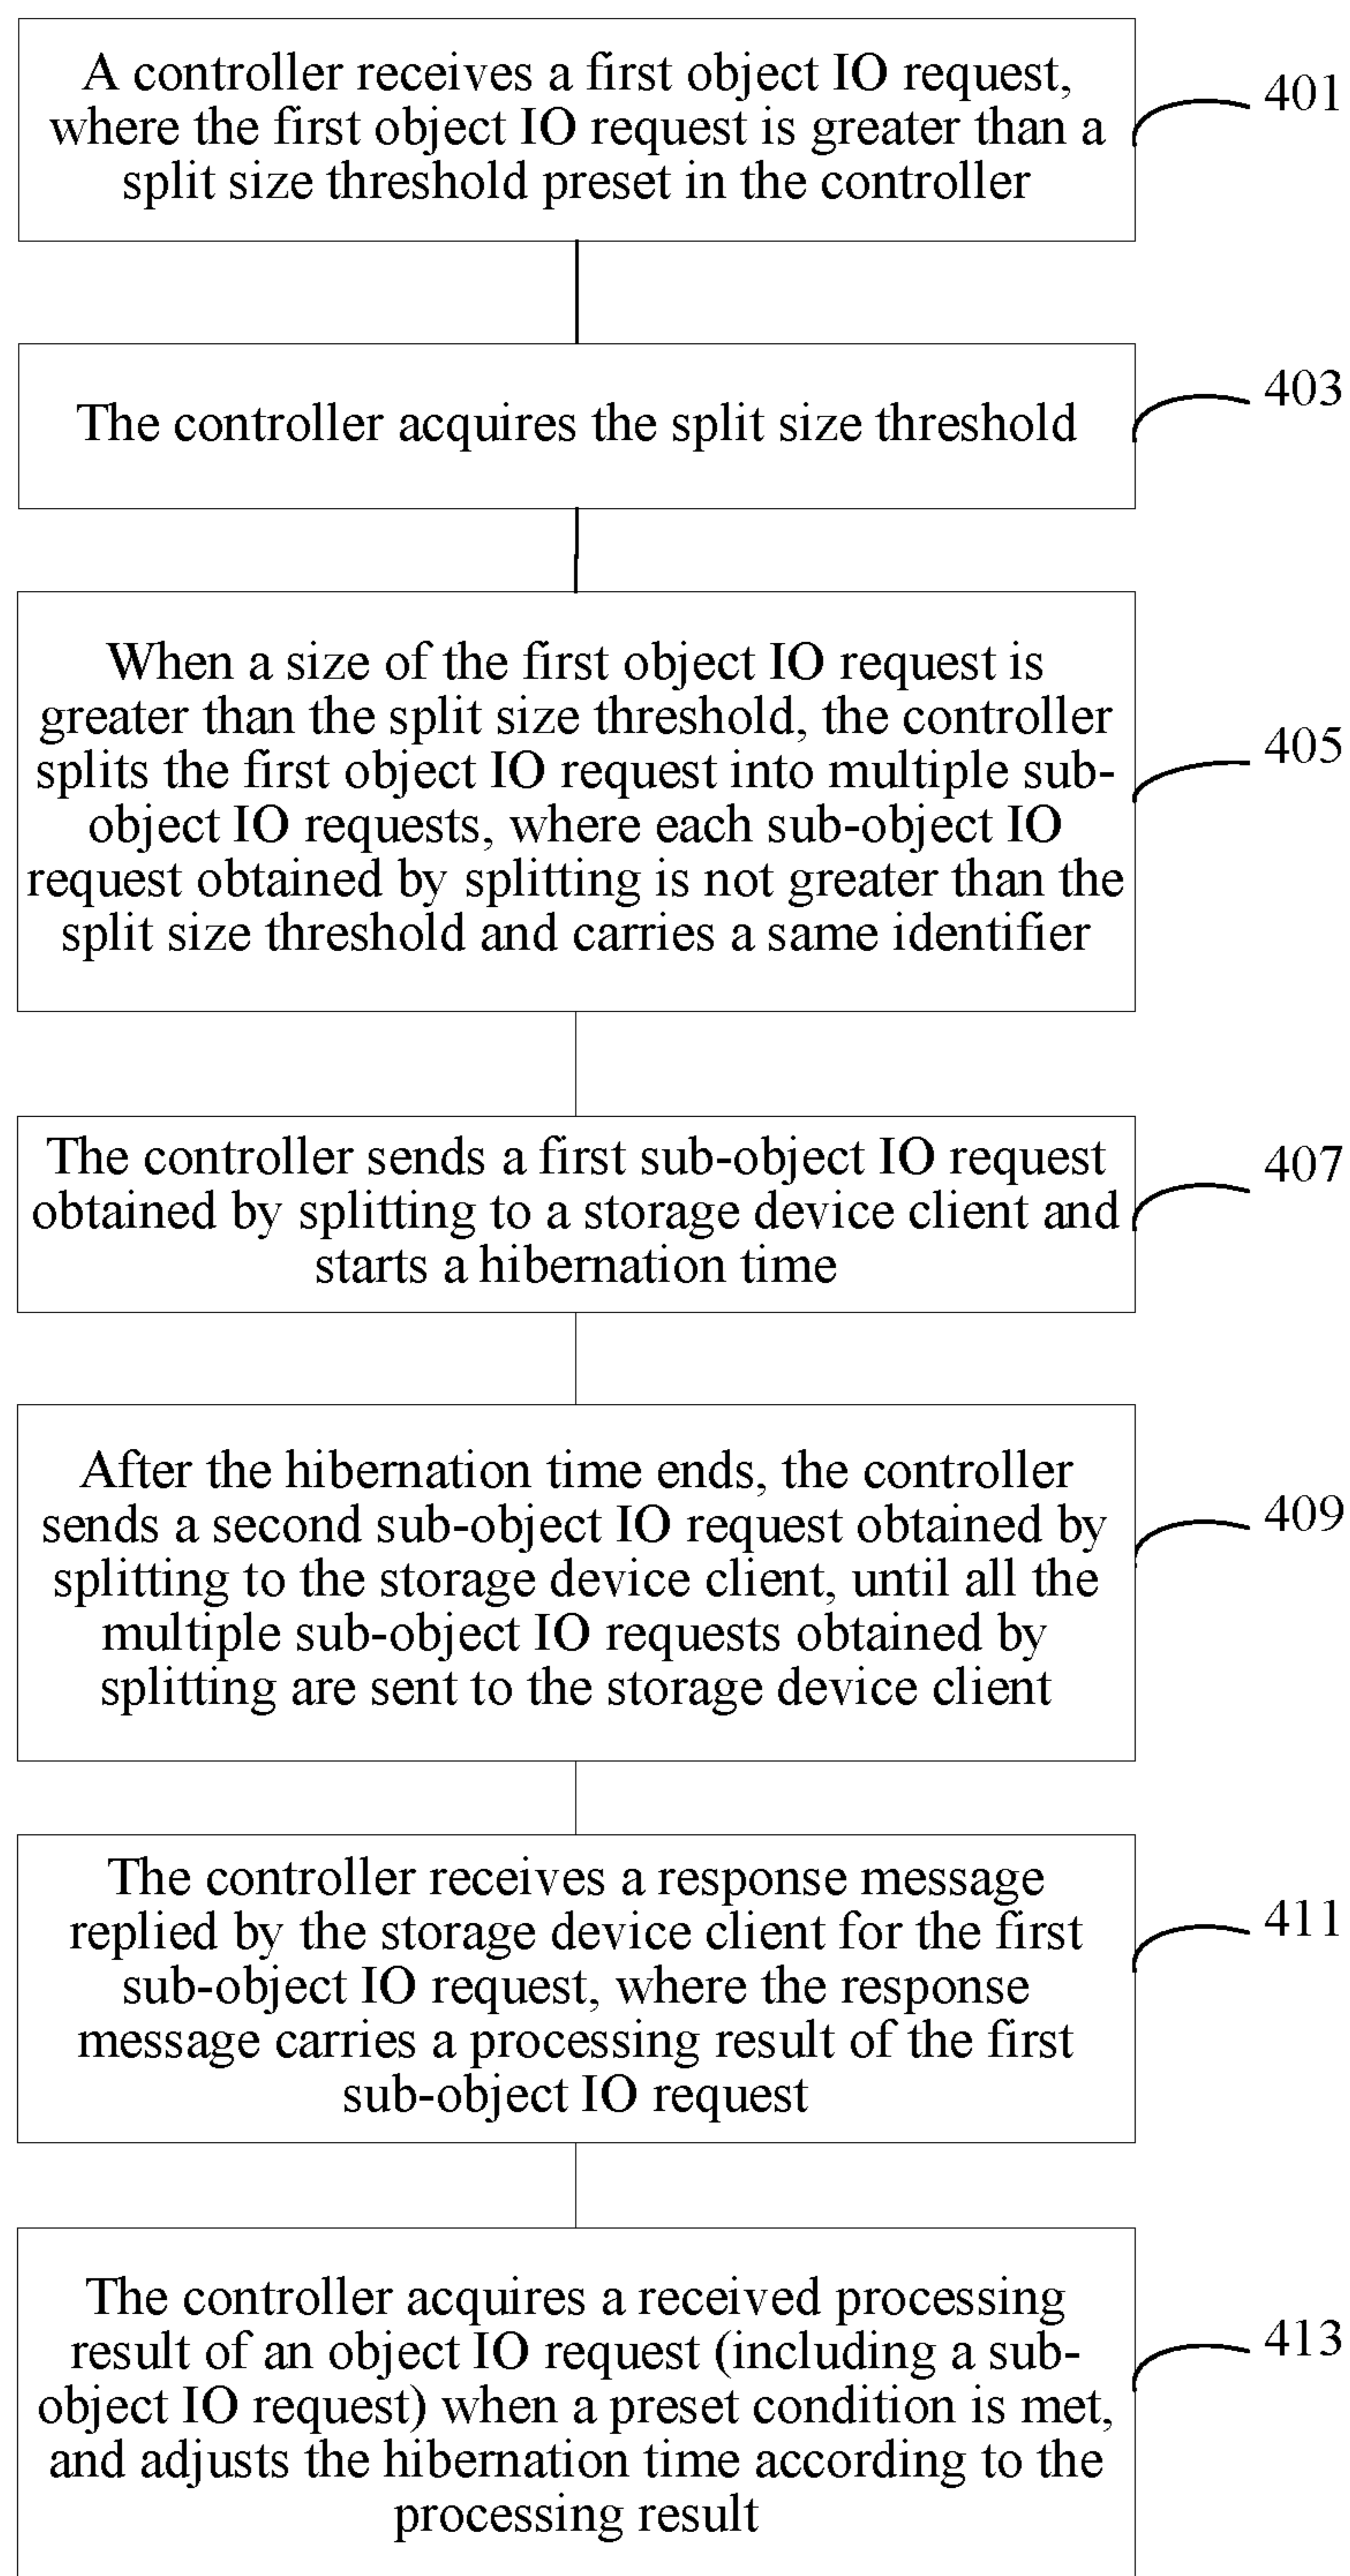 A controller receives a first object IO request,
where the first object IO request is greater than a
split size threshold preset in the controller
401
The controller acquires the split size threshold
403
When a size of the first object IO request is
greater than the split size threshold, the controller
splits the first object IO request into multiple sub-
object IO requests, where each sub-object IO
request obtained by splitting is not greater than the
split size threshold and carries a same identifier
405
The controller sends a first sub-object IO request
obtained by splitting to a storage device client and
starts a hibernation time
407
After the hibernation time ends, the controller
sends a second sub-object IO request obtained by
splitting to the storage device client, until all the
multiple sub-object IO requests obtained by
splitting are sent to the storage device client
409
The controller receives a response message
replied by the storage device client for the first
sub-object IO request, where the response
message carries a processing result of the first
sub-object IO request
411
The controller acquires a received processing
result of an object IO request (including a sub-
object IO request) when a preset condition is met,
and adjusts the hibernation time according to the
processing result
413